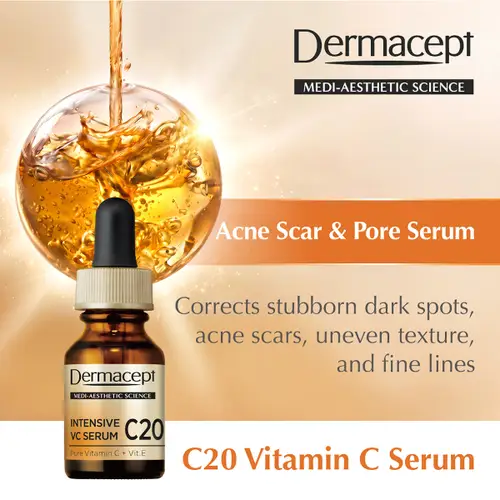 Dermacept
MEDI-AESTHETIC SCIENCE
Acne Scar & Pore Serum
Corrects stubborn dark spots,
acne scars, uneven texture,
and fine lines
Dermacept
MEDI-AESTHETIC SCIENCE
INTENSIVE
VC SERUM C20
Pure Vitamin C + Vit.E
C20 Vitamin C Serum